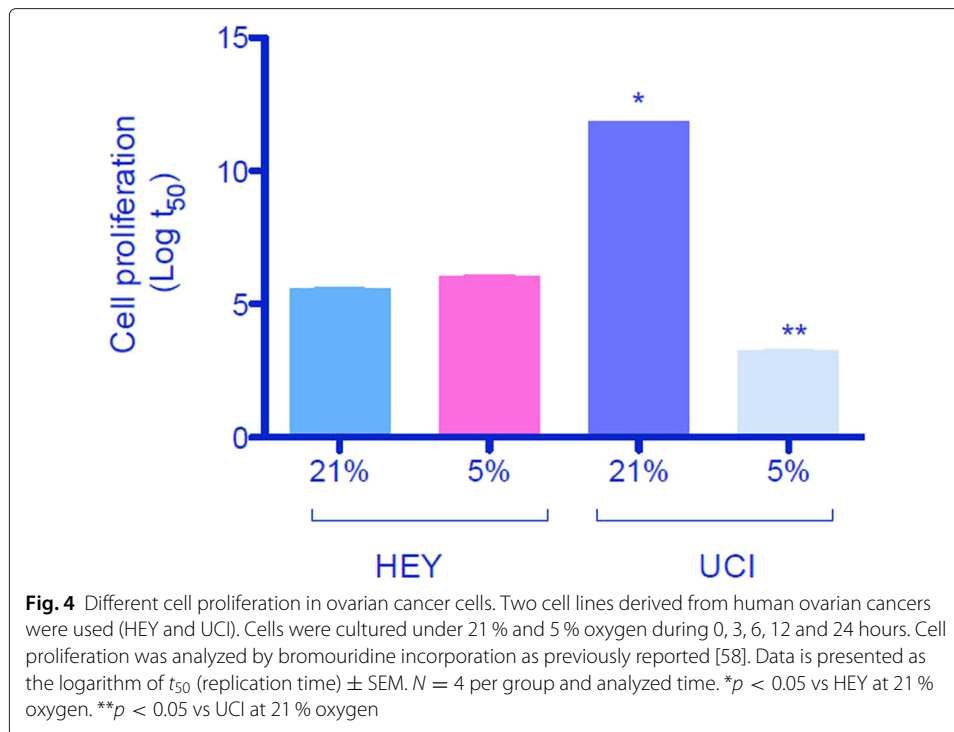 15
10
5
0
Cell proliferation
(Log t50)
*
**
21% 5% 21% 5%
HEY UCI
Fig. 4 Different cell proliferation in ovarian cancer cells. Two cell lines derived from human ovarian cancers
were used (HEY and UCI). Cells were cultured under 21 % and 5 % oxygen during 0, 3, 6, 12 and 24 hours. Cell
proliferation was analyzed by bromouridine incorporation as previously reported [58]. Data is presented as
the logarithm of t50 (replication time) ± SEM. N = 4 per group and analyzed time. *p < 0.05 vs HEY at 21 %
oxygen. **p < 0.05 vs UCI at 21 % oxygen